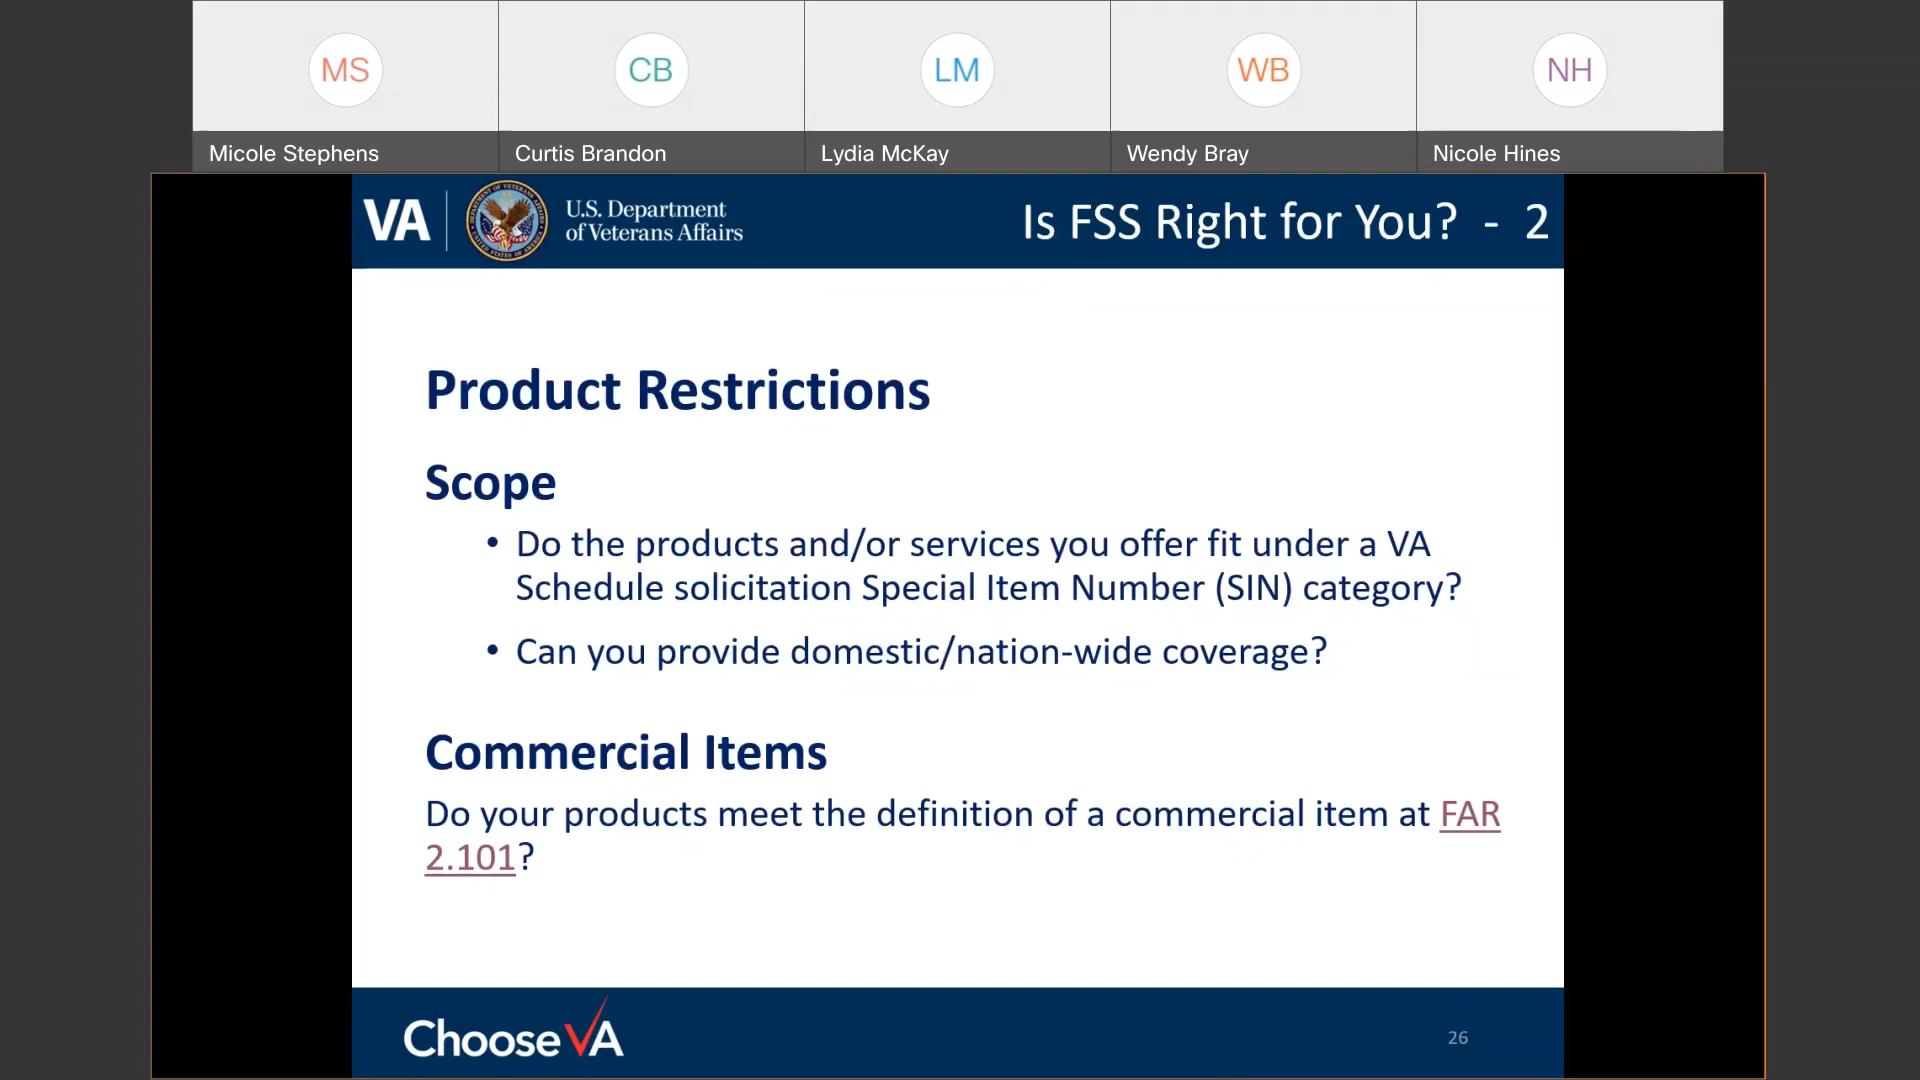 MS
CB
LM
WB
NH
Micole Stephens
Curtis Brandon
Lydia McKay
Wendy Bray
Nicole Hines
VA
U.S. Department
of Veterans Affairs
Is FSS Right for You? - 2
Product Restrictions
Scope
• Do the products and/or services you offer fit under a VA
Schedule solicitation Special Item Number (SIN) category?
• Can you provide domestic/nation-wide coverage?
Commercial Items
Do your products meet the definition of a commercial item at FAR
2.101?
Choose VA
26